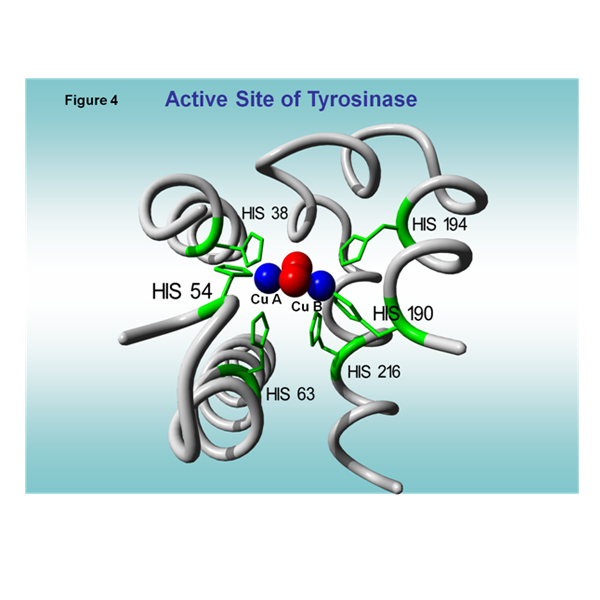 Figure 4
Active Site of Tyrosinase
HIS 38
HIS 194
HIS 54
Cu A
Cu B
HIS 190
HIS 216
HIS 63